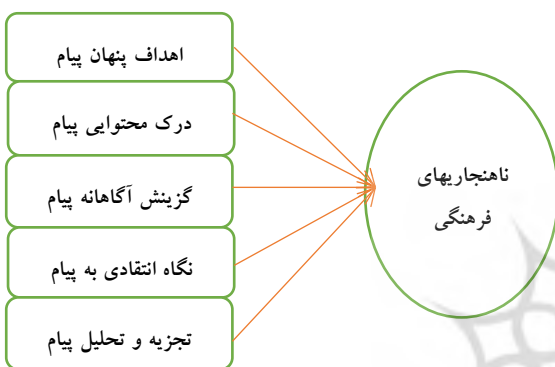 اهداف پنهان پیام
درک محتوایی پیام
گزینش آگاهانه پیام
نگاه انتقادی به پیام
تجزیه و تحلیل پیام
ناهنجاریهای
فرهنگی